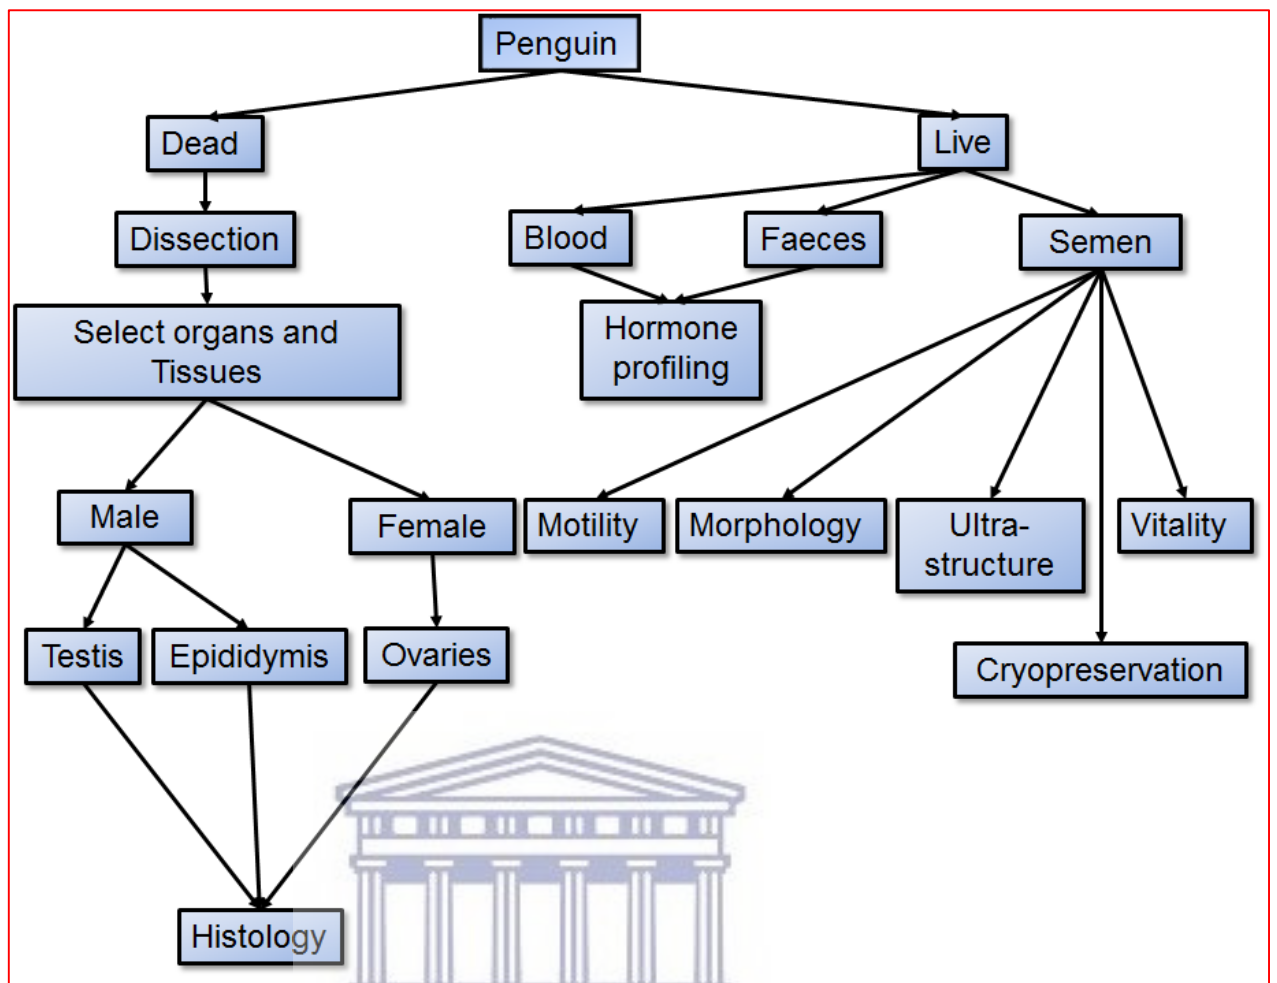 Penguin
Dead
Live
Dissection
Blood
Faeces
Semen
Select organs and
Tissues
Hormone
profiling
Male
Female
Motility
Morphology
Ultra-
structure
Vitality
Testis
Epididymis
Ovaries
Cryopreservation
Histology